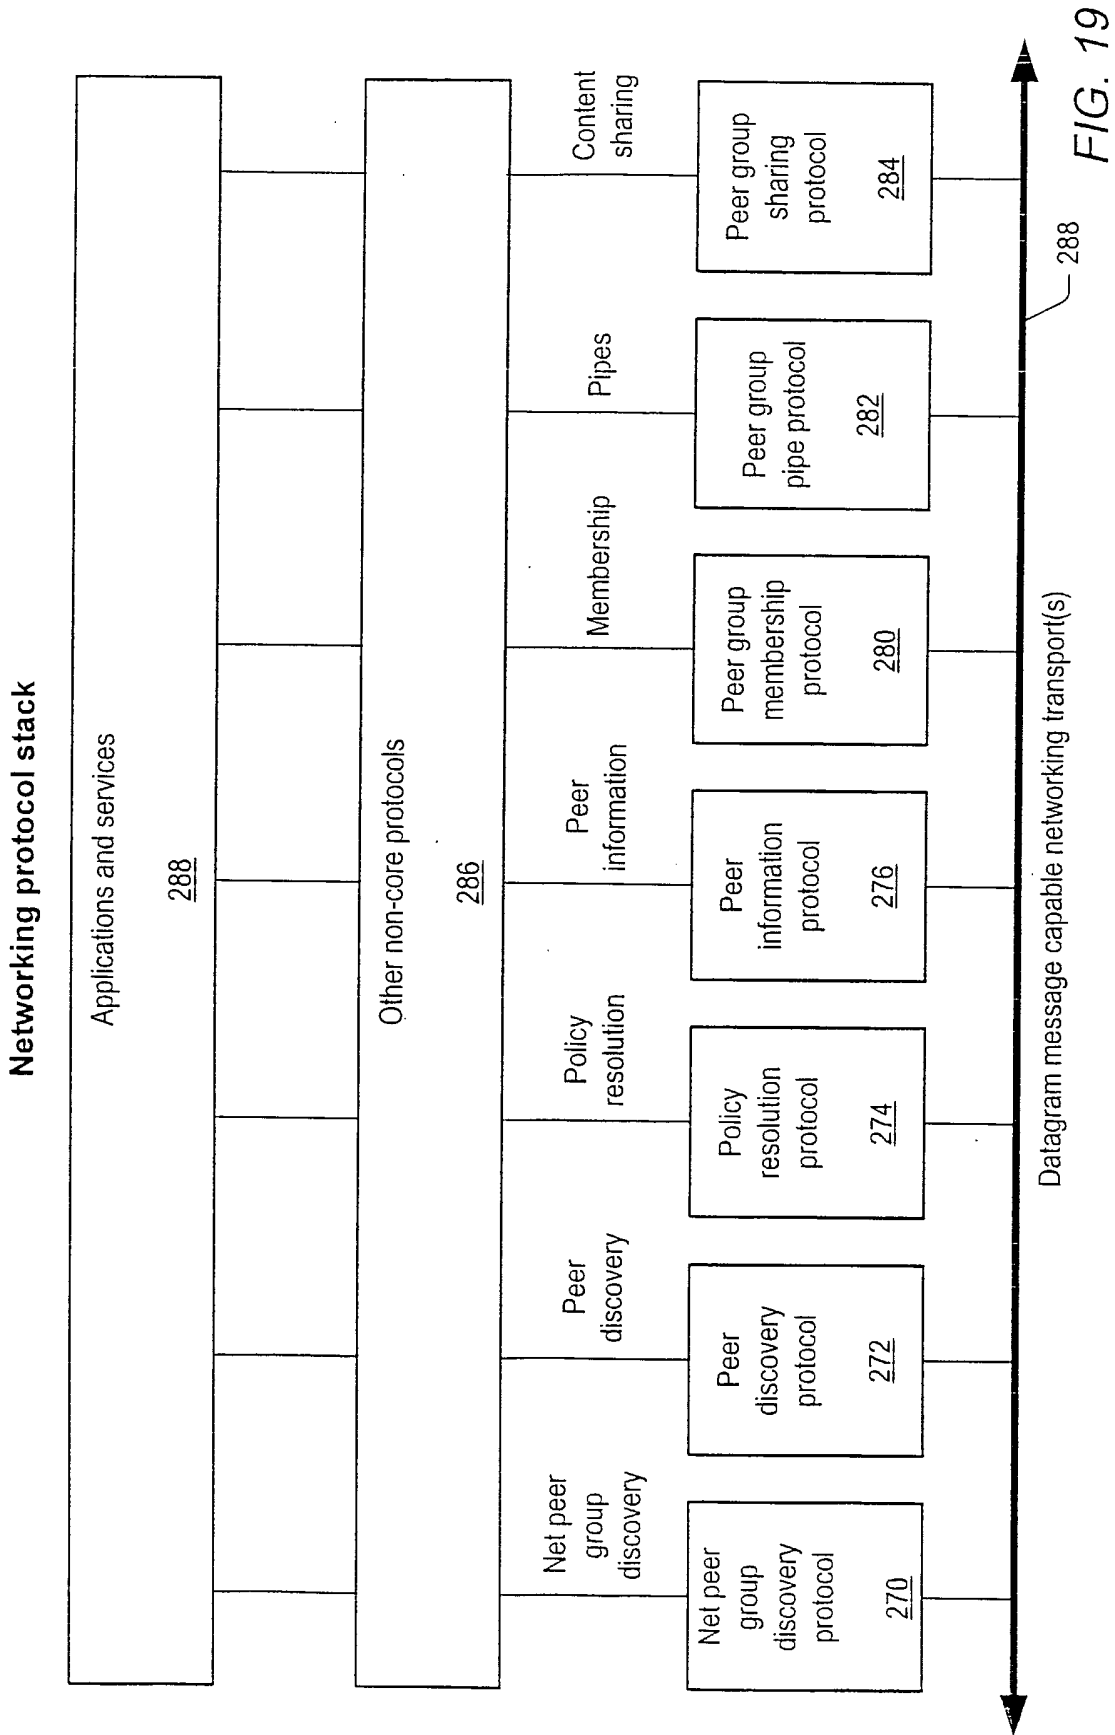 Networking protocol stack
Applications and services
288
Other non-core protocols
286
Net peer
group
discovery
Peer
discovery
Policy
resolution
Peer
information
Membership
Pipes
Content
sharing
Net peer
group
discovery
protocol
270
Peer
discovery
protocol
272
Policy
resolution
protocol
274
Peer
information
protocol
276
Peer group
membership
protocol
280
Peer group
pipe protocol
282
Peer group
sharing
protocol
284
288
Datagram message capable networking transport(s)
FIG. 19